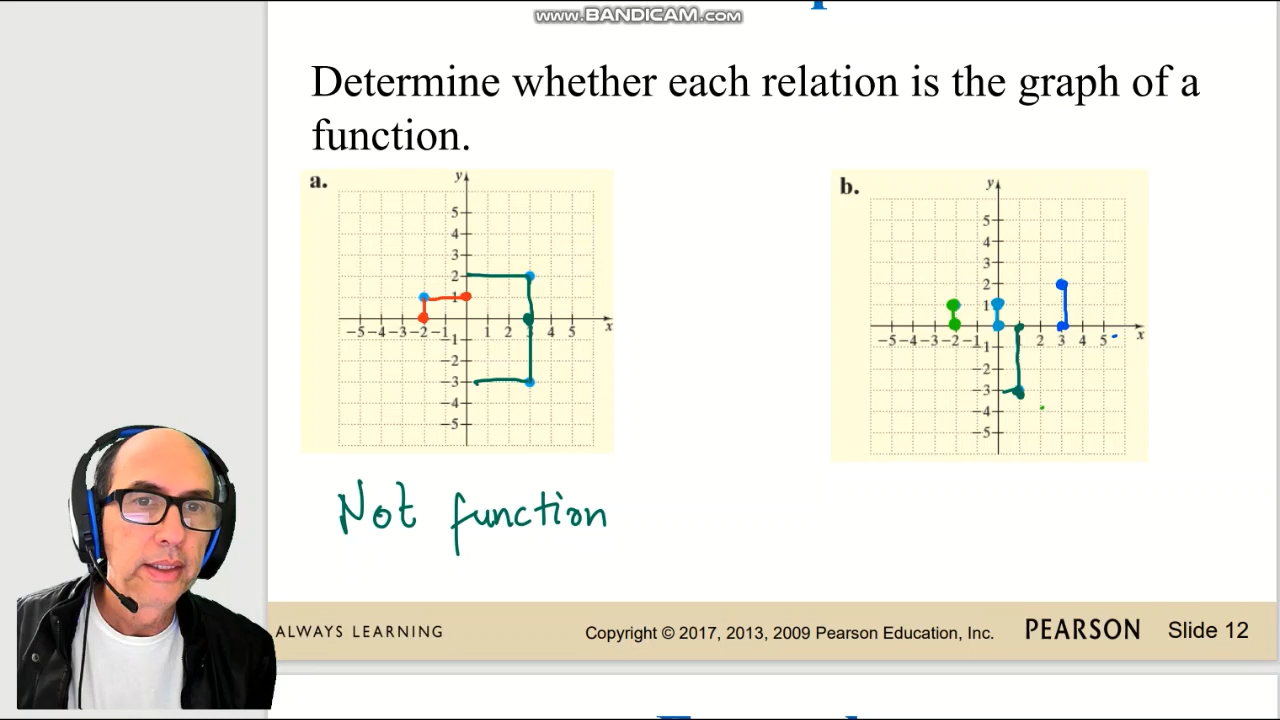 www.BANDICAM.com
Determine whether each relation is the graph of a
function.
a.
y
5
4
3
2
1
-5 -4 -3 -2 -1 1 2 3 4 5 x
-1
-2
-3
-4
-5
b.
y
5
4
3
2
1
-5 -4 -3 -2 -1 2 3 4 5 x
-1
-2
-3
-4
-5
Not function
ALWAYS LEARNING
Copyright © 2017, 2013, 2009 Pearson Education, Inc.
PEARSON
Slide 12